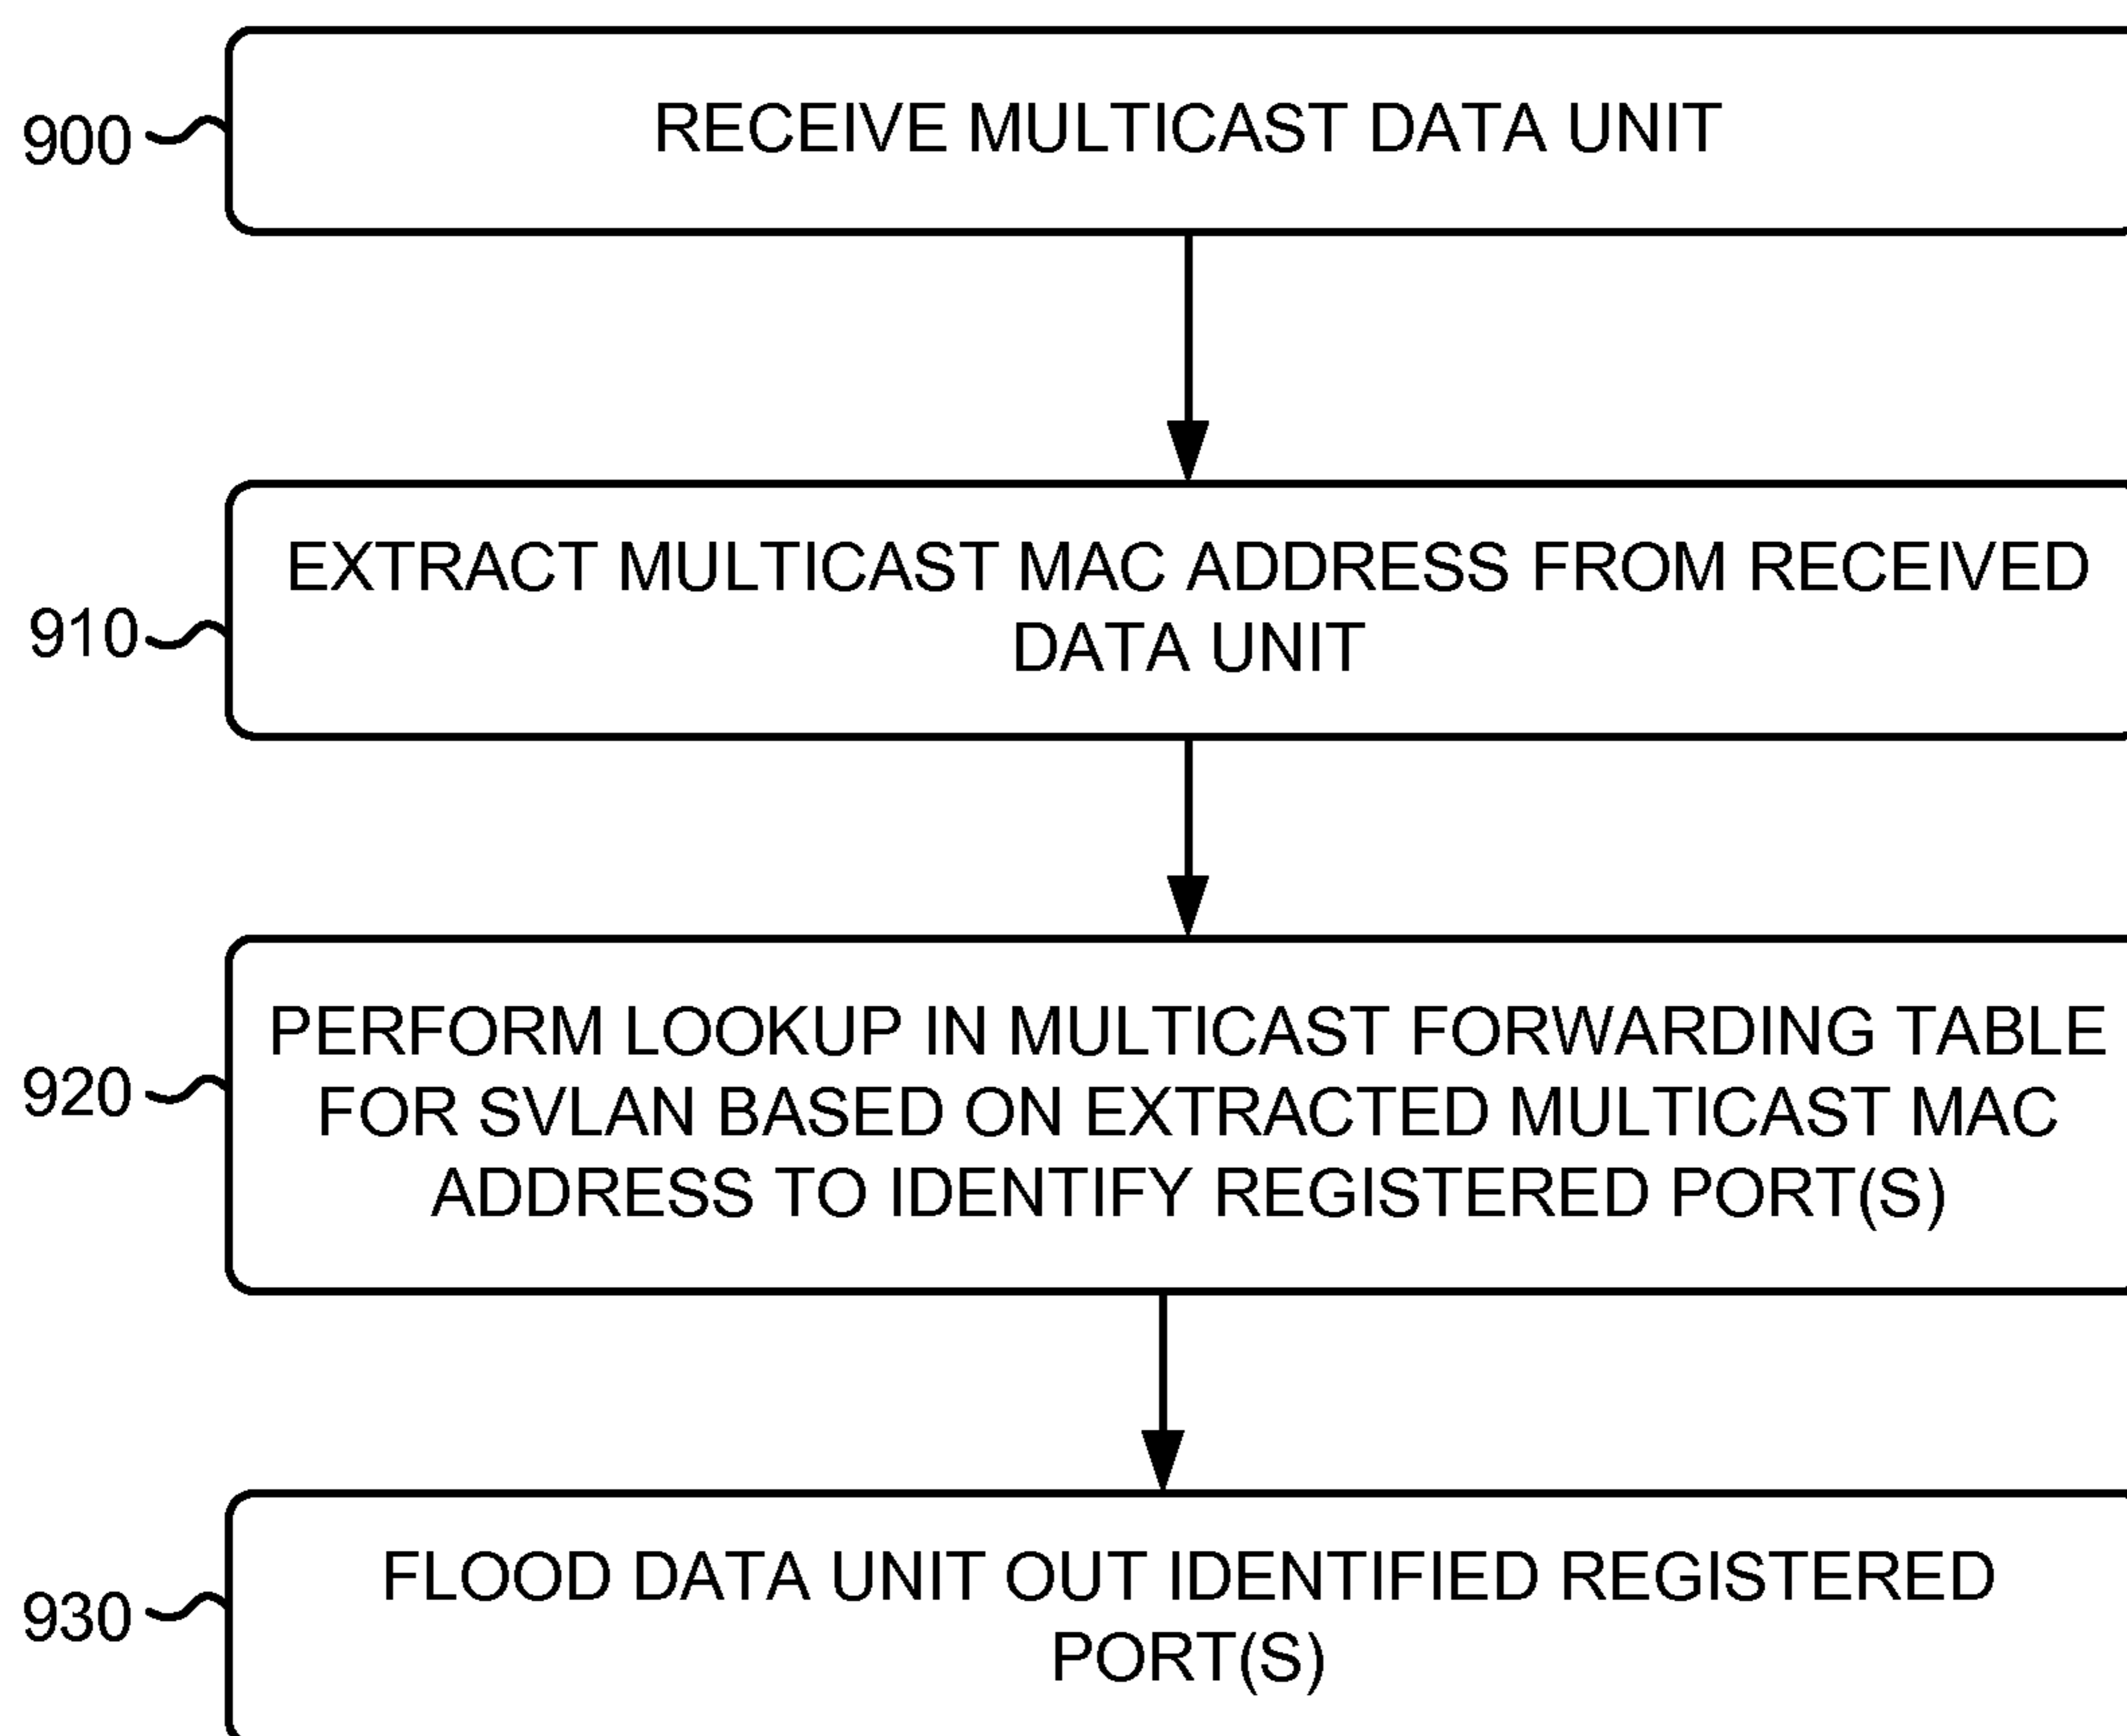 900
RECEIVE MULTICAST DATA UNIT
910
EXTRACT MULTICAST MAC ADDRESS FROM RECEIVED
DATA UNIT
920
PERFORM LOOKUP IN MULTICAST FORWARDING TABLE
FOR SVLAN BASED ON EXTRACTED MULTICAST MAC
ADDRESS TO IDENTIFY REGISTERED PORT(S)
930
FLOOD DATA UNIT OUT IDENTIFIED REGISTERED
PORT(S)